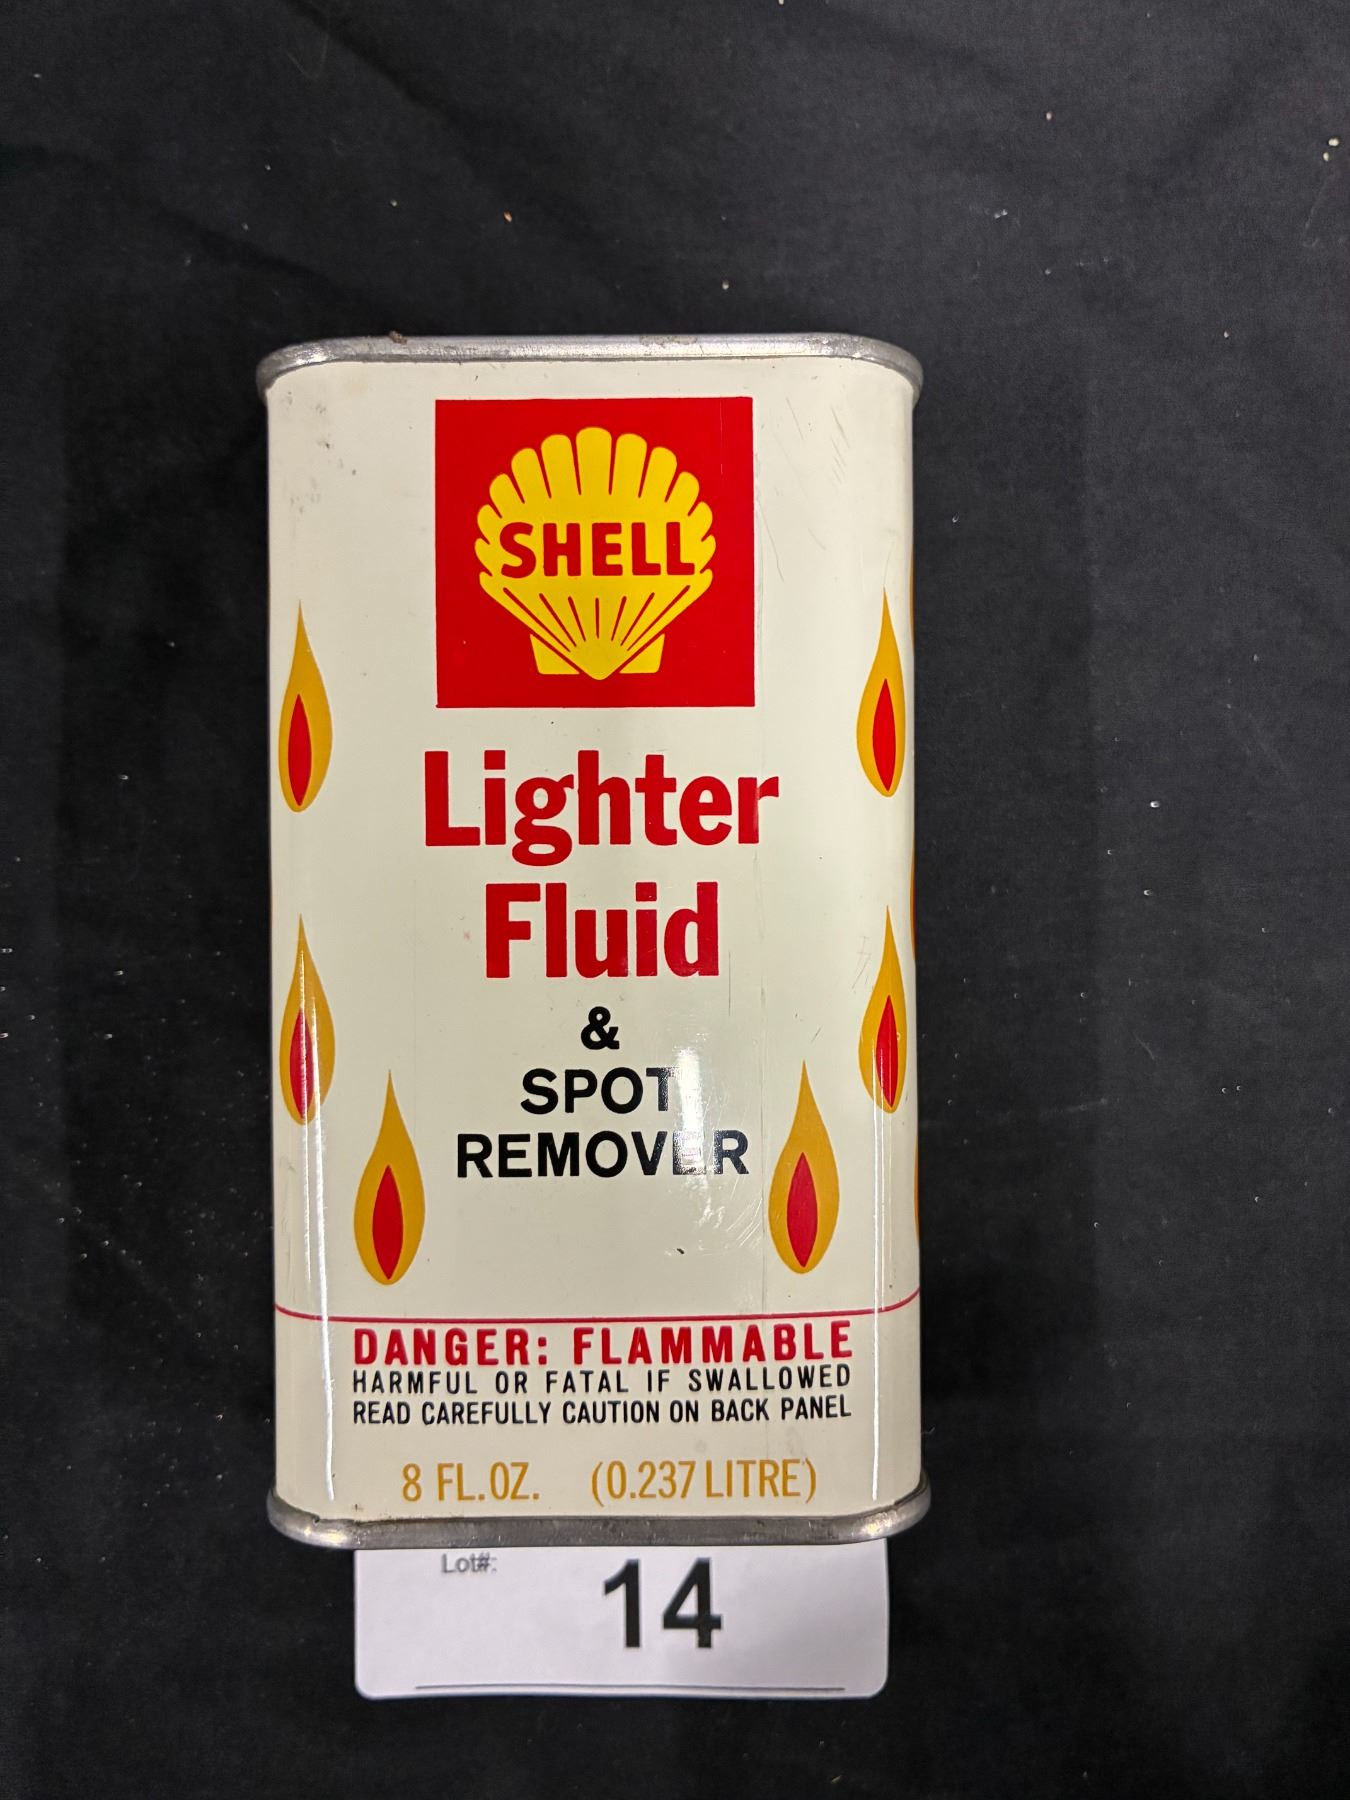 SHELL
Lighter
Fluid
&
SPOT
REMOVER
DANGER: FLAMMABLE
HARMFUL OR FATAL IF SWALLOWED
READ CAREFULLY CAUTION ON BACK PANEL
8 FL.OZ. (0.237 LITRE)
Lot#: 14